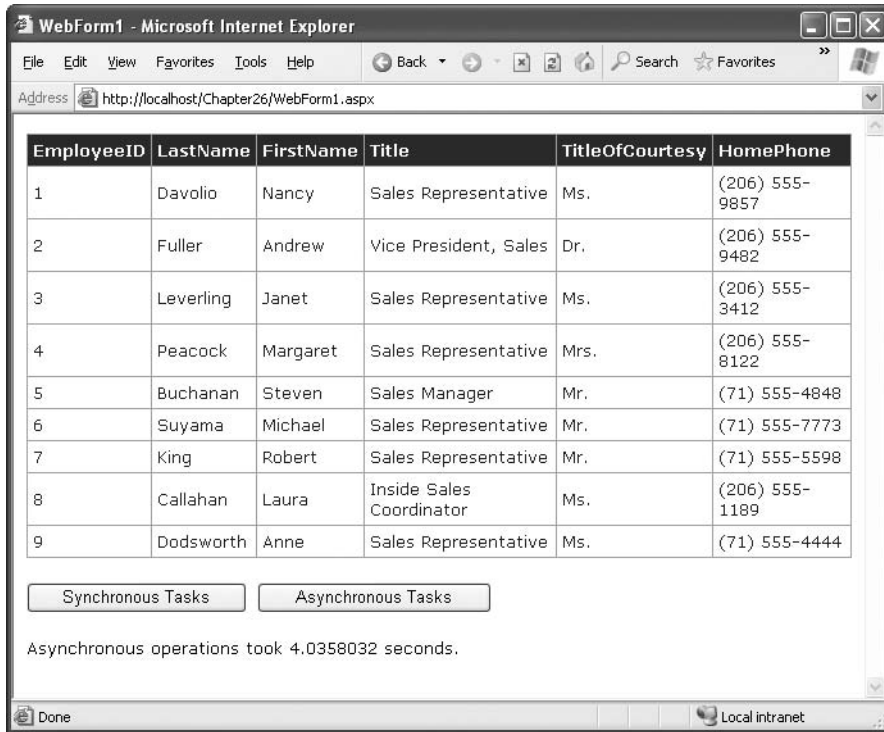 WebForm1 - Microsoft Internet Explorer
File Edit View Favorites Tools Help Back Search Favorites »
Address http://localhost/Chapter26/WebForm1.aspx
EmployeeID LastName FirstName Title TitleOfCourtesy HomePhone
1 Davolio Nancy Sales Representative Ms. (206) 555-
9857
2 Fuller Andrew Vice President, Sales Dr. (206) 555-
9482
3 Leverling Janet Sales Representative Ms. (206) 555-
3412
4 Peacock Margaret Sales Representative Mrs. (206) 555-
8122
5 Buchanan Steven Sales Manager Mr. (71) 555-4848
6 Suyama Michael Sales Representative Mr. (71) 555-7773
7 King Robert Sales Representative Mr. (71) 555-5598
8 Callahan Laura Inside Sales
Coordinator Ms. (206) 555-
1189
9 Dodsworth Anne Sales Representative Ms. (71) 555-4444
Synchronous Tasks Asynchronous Tasks
Asynchronous operations took 4.0358032 seconds.
Done Local intranet